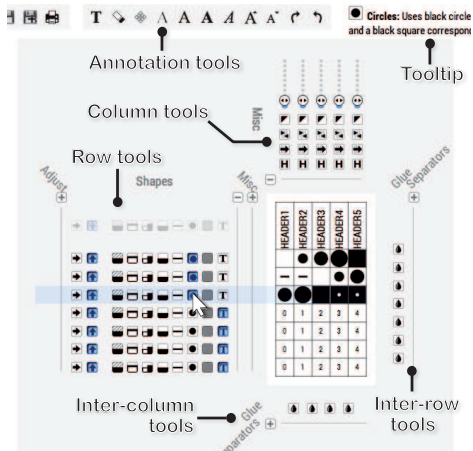 T A A A A A A
Circles: Uses black circle
and a black square correspond
Annotation tools
Tooltip
Column tools
Misc
H H H H H
Row tools
Adjust
Shapes
Misc
Glue
Separators
T
HEADER1 HEADER2 HEADER3 HEADER4 HEADER5
T
T
T
T
0 1 2 3 4
T
0 1 2 3 4
T
0 1 2 3 4
T
0 1 2 3 4
Inter-column
tools
Glue
Inter-row
tools